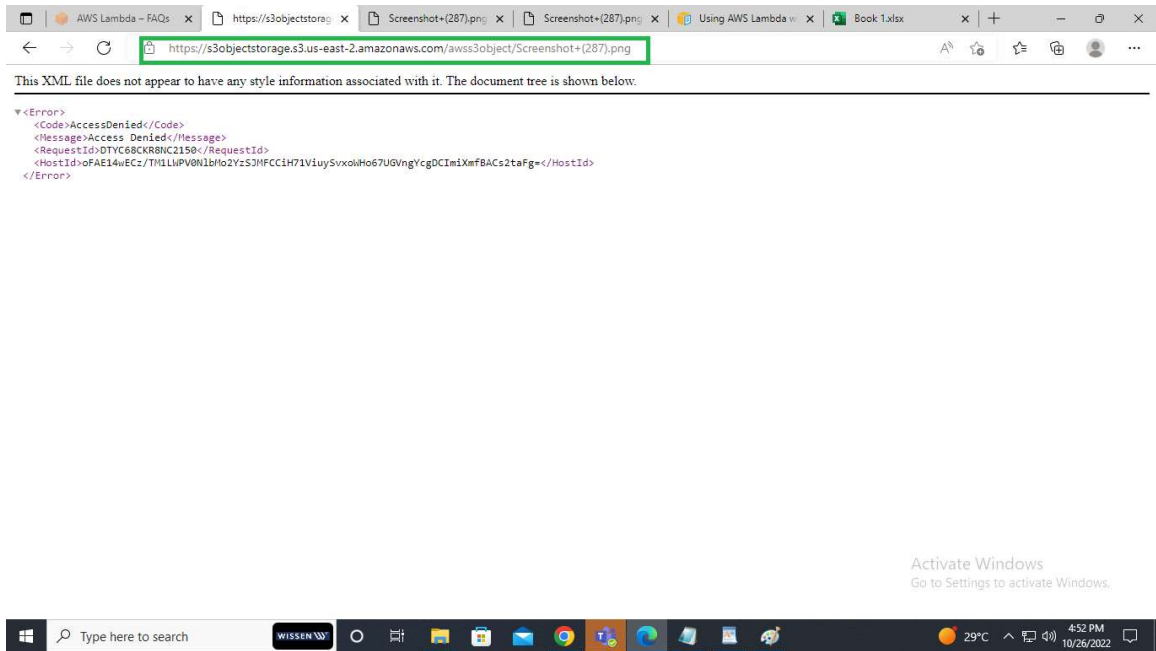 AWS Lambda – FAQs
https://s3objectstorag
Screenshot+(287).png
Screenshot+(287).png
Using AWS Lambda w
Book 1.xlsx
https://s3objectstorage.s3.us-east-2.amazonaws.com/awss3object/Screenshot+(287).png
This XML file does not appear to have any style information associated with it. The document tree is shown below.
<Error>
<Code>AccessDenied</Code>
<Message>Access Denied</Message>
<RequestId>DTYC68CKR8NC2150</RequestId>
<HostId>oFAE14wECz/TM1LWPV0NlbMo2YzSJMFCCiH71ViuySvxoWHo67UGVngYcgDCImiXmfBACs2taFg=</HostId>
</Error>
Activate Windows
Go to Settings to activate Windows.
Type here to search
WISSEN
29°C
4:52 PM
10/26/2022